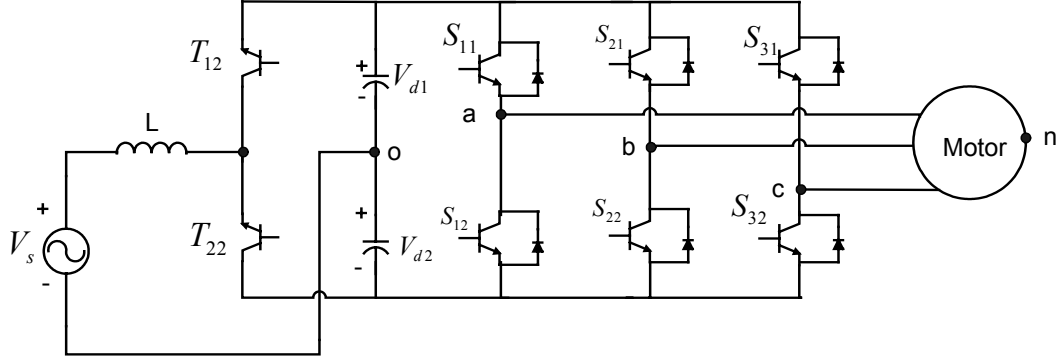 T12
+
Vd1
-
S11
S21
S31
L
a
b
c
o
n
Motor
+
Vs
-
T22
+
Vd2
-
S12
S22
S32